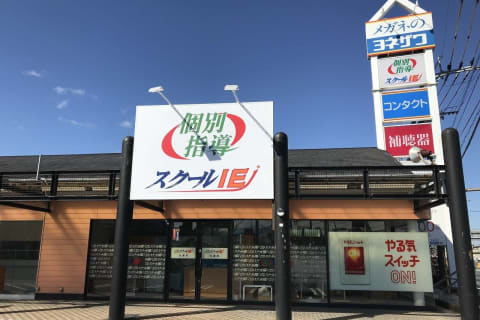 メガネの
ヨネザワ
個別
指導
スクールIE
コンタクト
補聴器
個別
指導
スクールIE
やる気
スイッチ
ON!